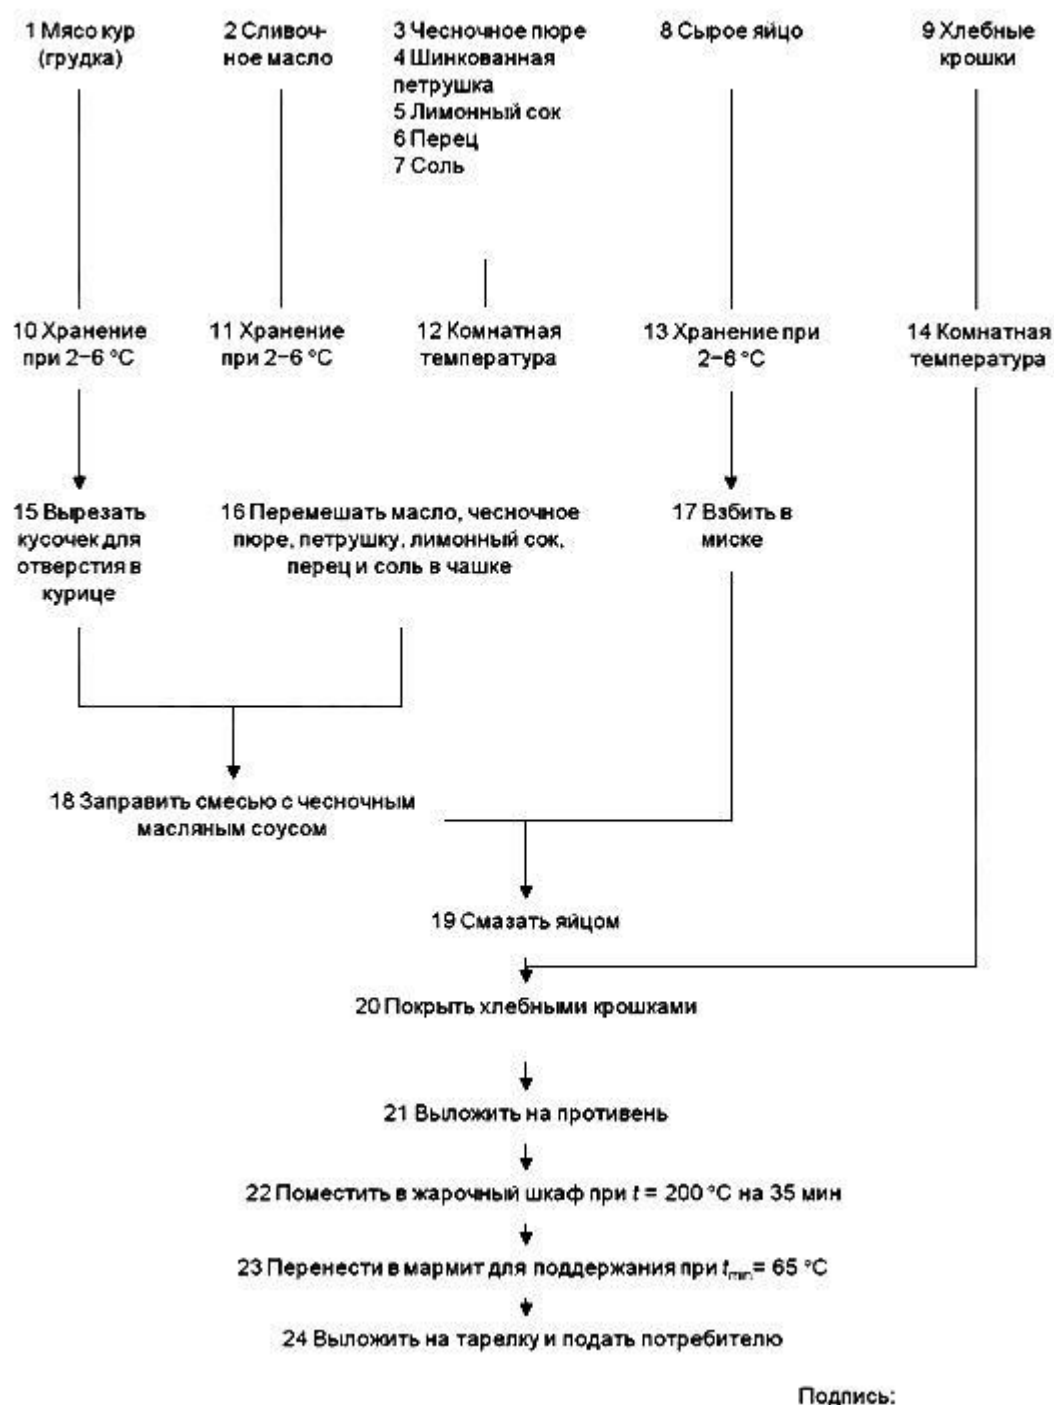 1 Мясо кур
(грудка)
2 Сливоч-
ное масло
3 Чесночное пюре
4 Шинкованная
петрушка
5 Лимонный сок
6 Перец
7 Соль
8 Сырое яйцо
9 Хлебные
крошки
10 Хранение
при 2–6 °C
11 Хранение
при 2–6 °C
12 Комнатная
температура
13 Хранение при
2–6 °C
14 Комнатная
температура
15 Вырезать
кусочек для
отверстия в
курице
16 Перемешать масло, чесночное
пюре, петрушку, лимонный сок,
перец и соль в чашке
17 Взбить в
миске
18 Заправить смесью с чесночным
масляным соусом
19 Смазать яйцом
20 Покрыть хлебными крошками
21 Выложить на противень
22 Поместить в жарочный шкаф при t = 200 °C на 35 мин
23 Перенести в мармит для поддержания при tmin= 65 °C
24 Выложить на тарелку и подать потребителю
Подпись: